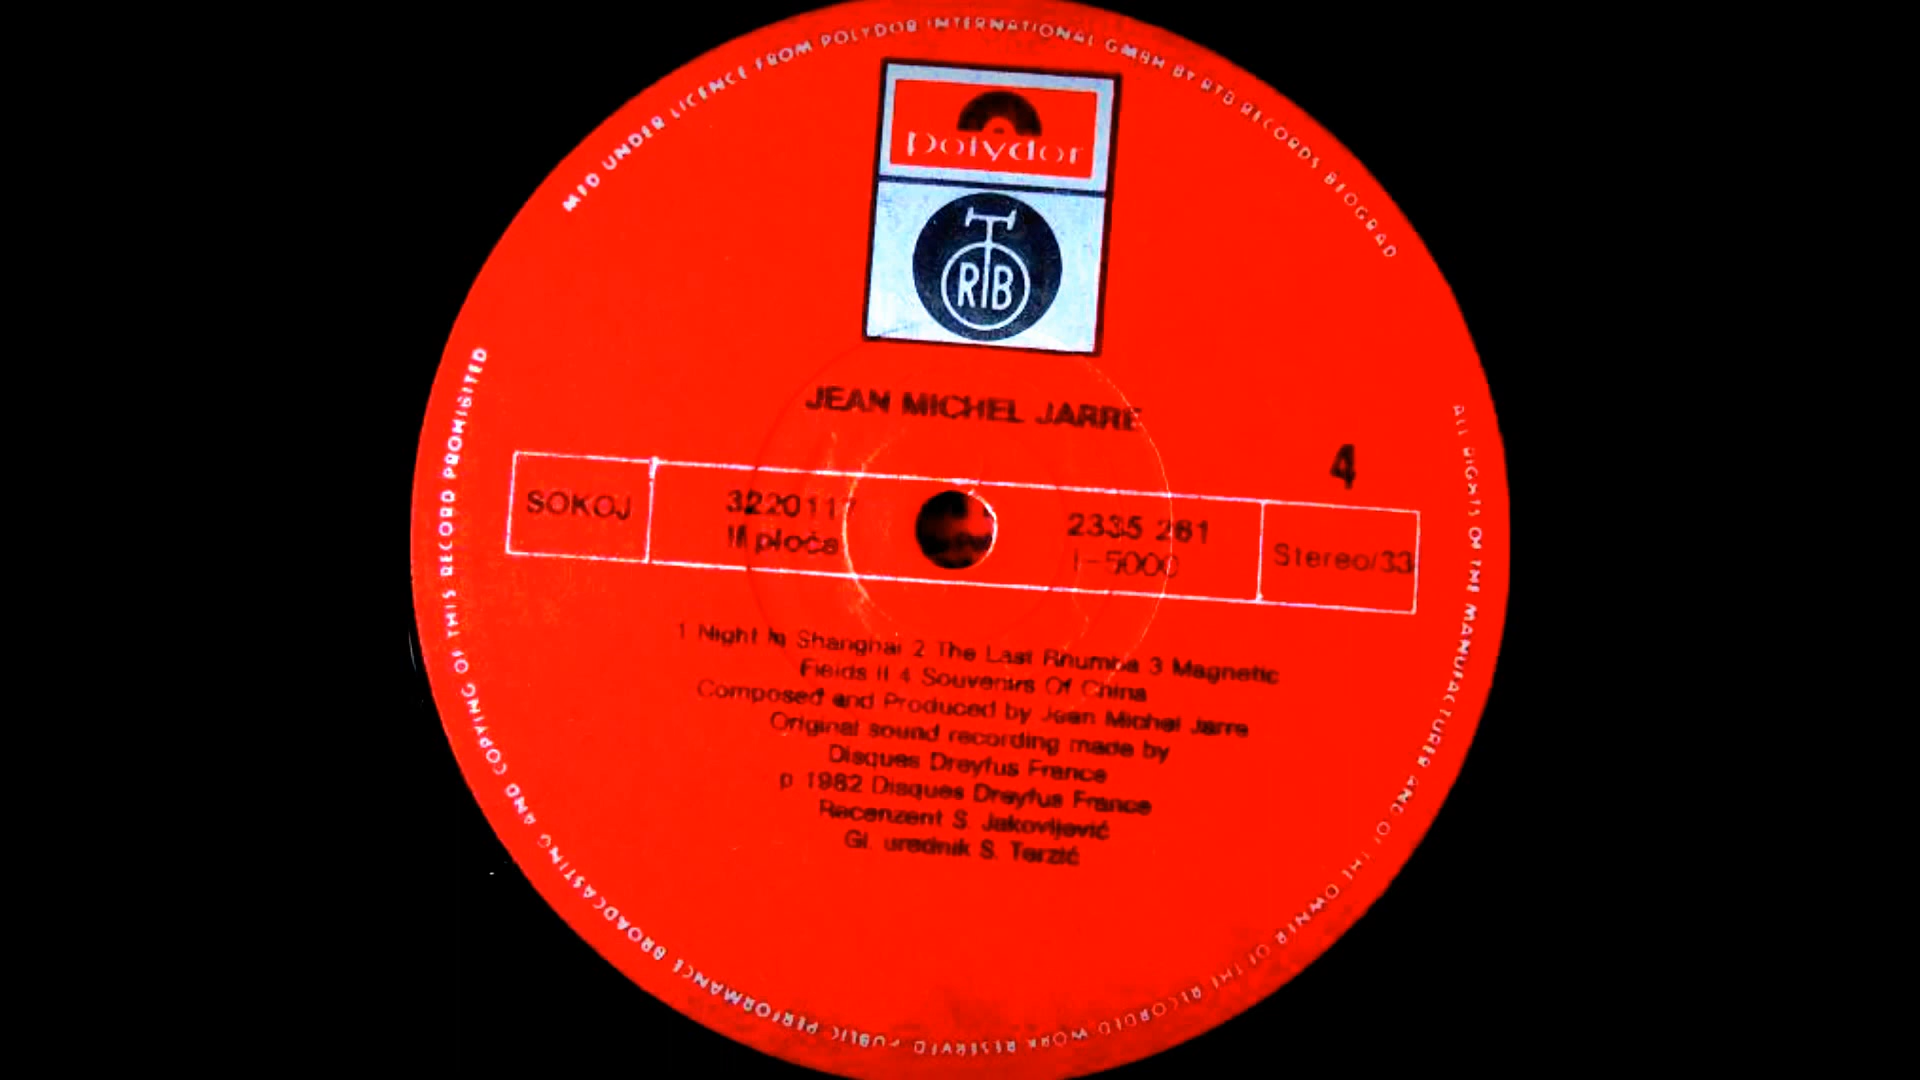 MFD UNDER LICENCE FROM POLYDOR INTERNATIONAL GMBH BY RTB RECORDS BEOGRAD
polydor
RTB
JEAN MICHEL JARRE
4
SOKOJ
3220117
2335 261
II ploča
I-5000
Stereo/33
1 Night In Shanghai 2 The Last Rhumba 3 Magnetic
Fields II 4 Souvenirs Of China
Composed and Produced by Jean Michel Jarre
Original sound recording made by
Disques Dreyfus France
p 1982 Disques Dreyfus France
Recenzent S. Jakovljević
Gl. urednik S. Terzić
ALL RIGHTS OF THE MANUFACTURER AND OF THE OWNER OF THE RECORDED WORK RESERVED PUBLIC PERFORMANCE BROADCASTING AND COPYING OF THIS RECORD PROHIBITED